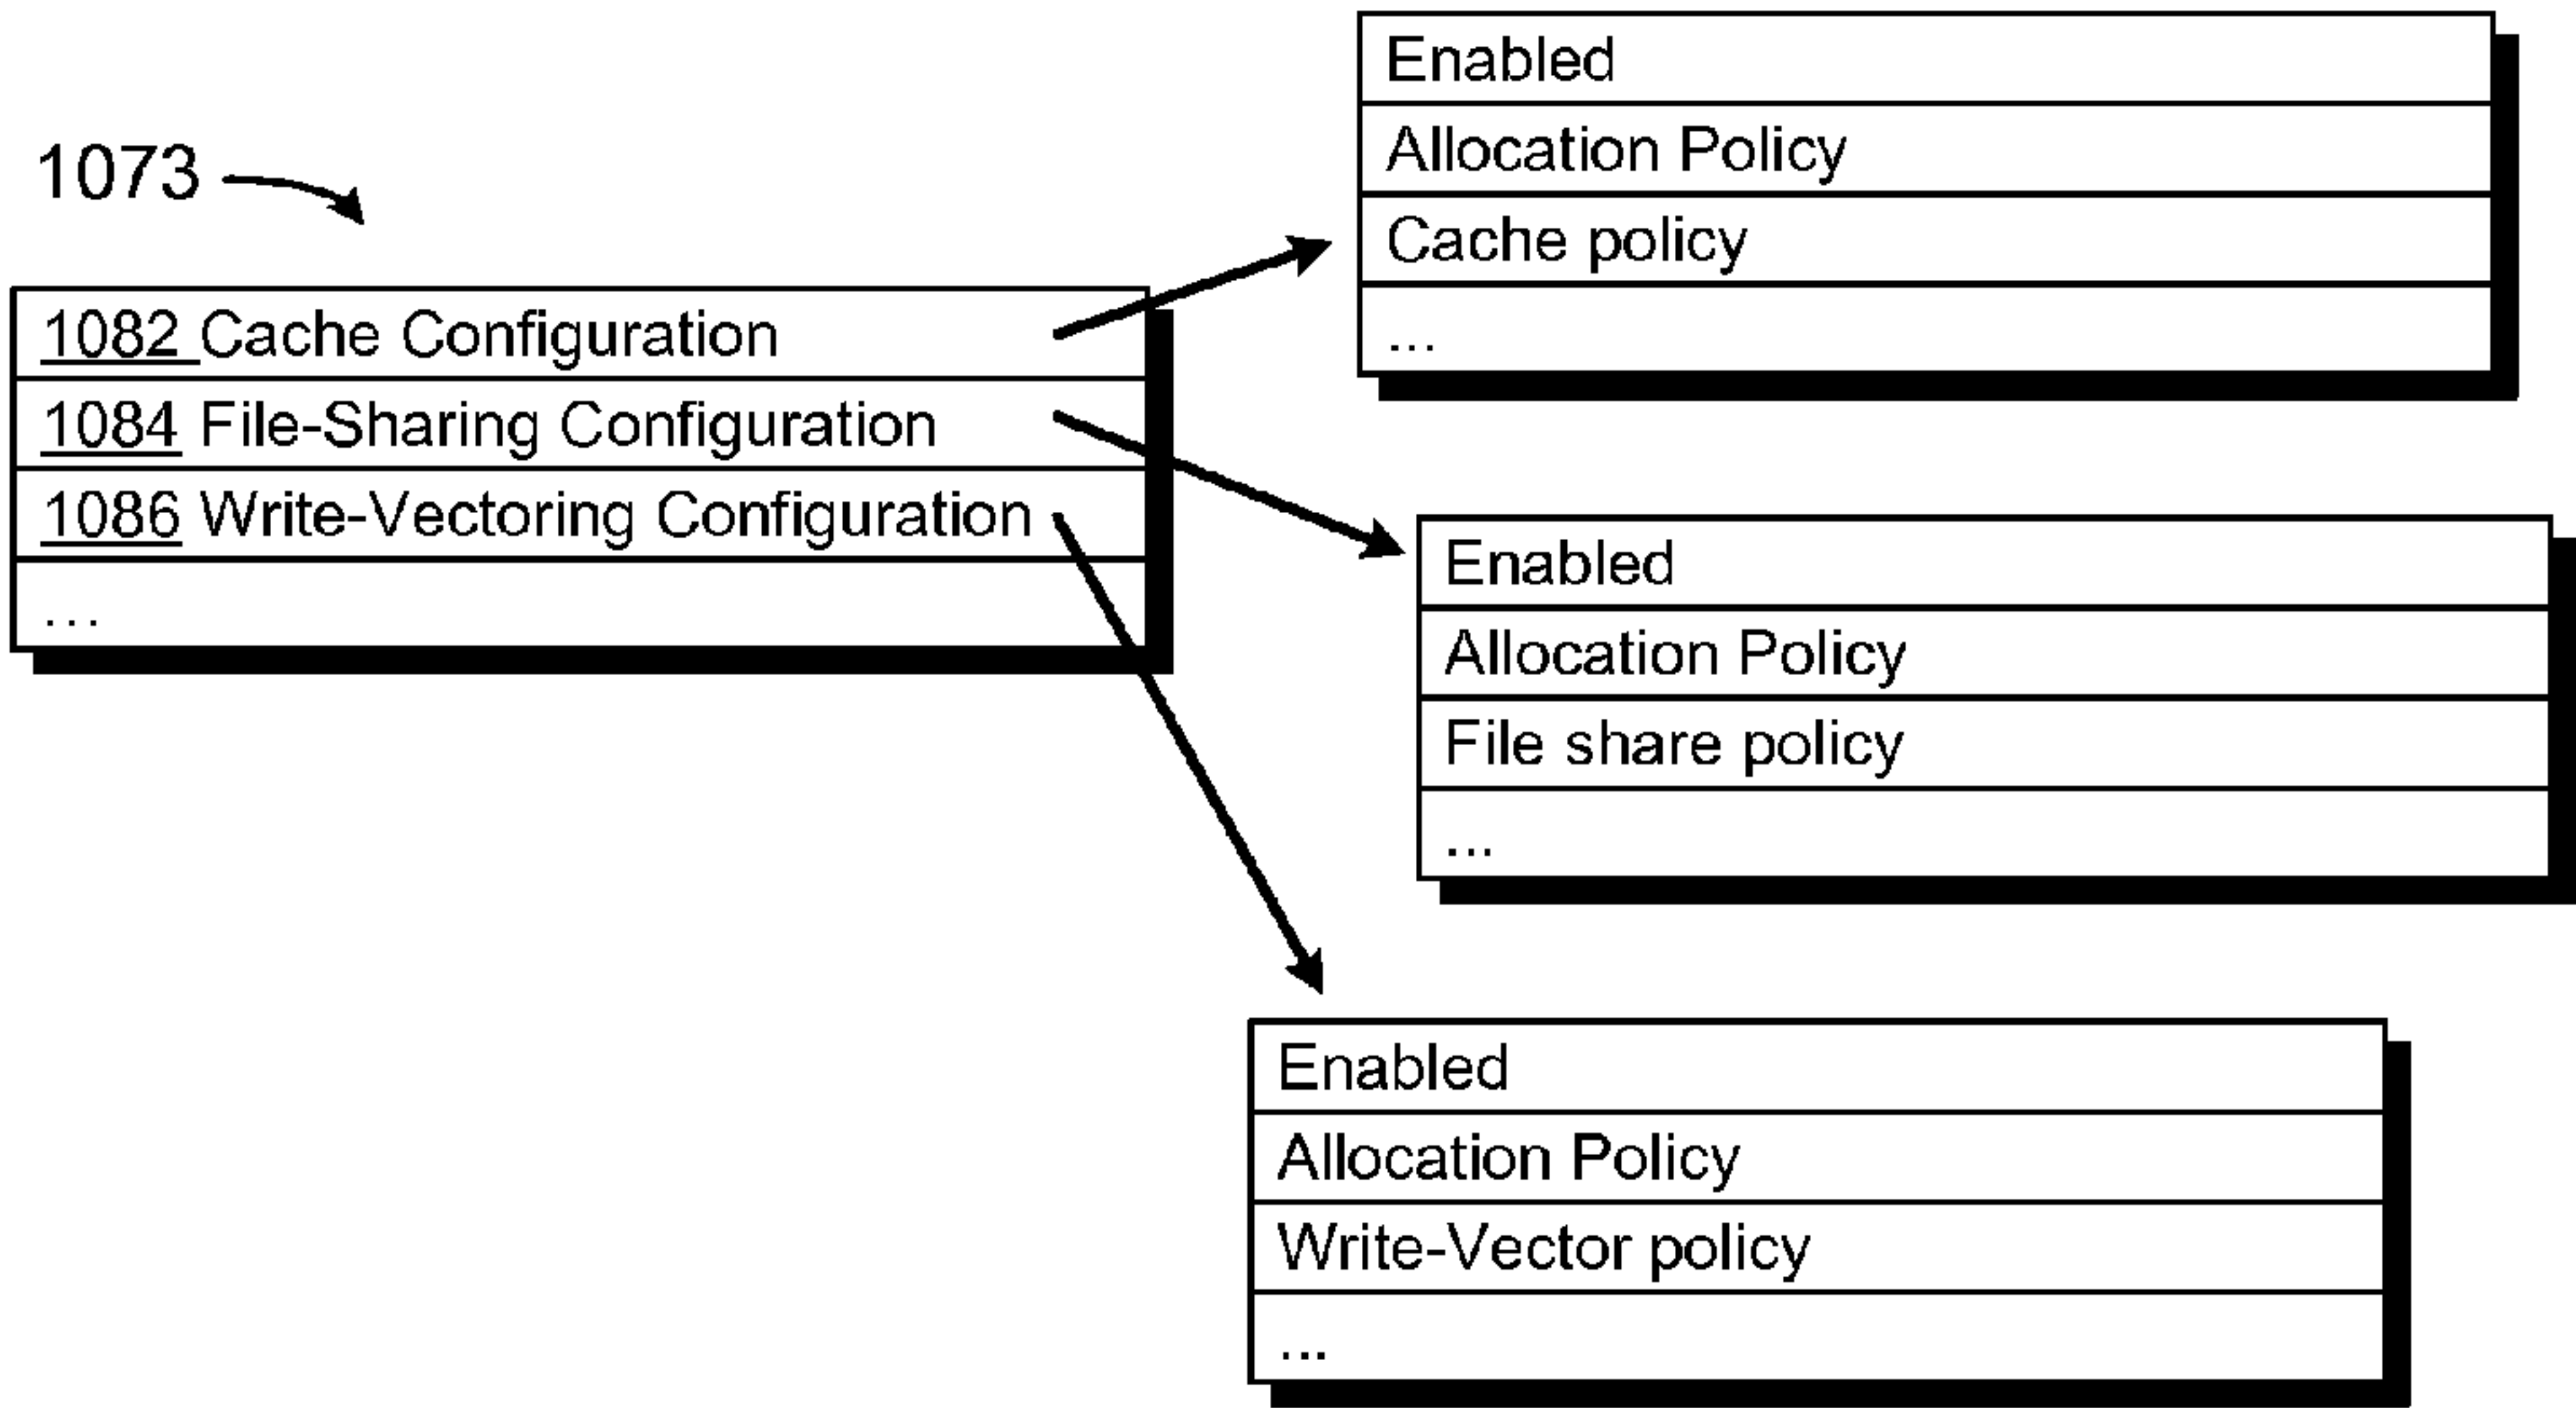 1073
1082 Cache Configuration
1084 File-Sharing Configuration
1086 Write-Vectoring Configuration
...
Enabled
Allocation Policy
Cache policy
...
Enabled
Allocation Policy
File share policy
...
Enabled
Allocation Policy
Write-Vector policy
...